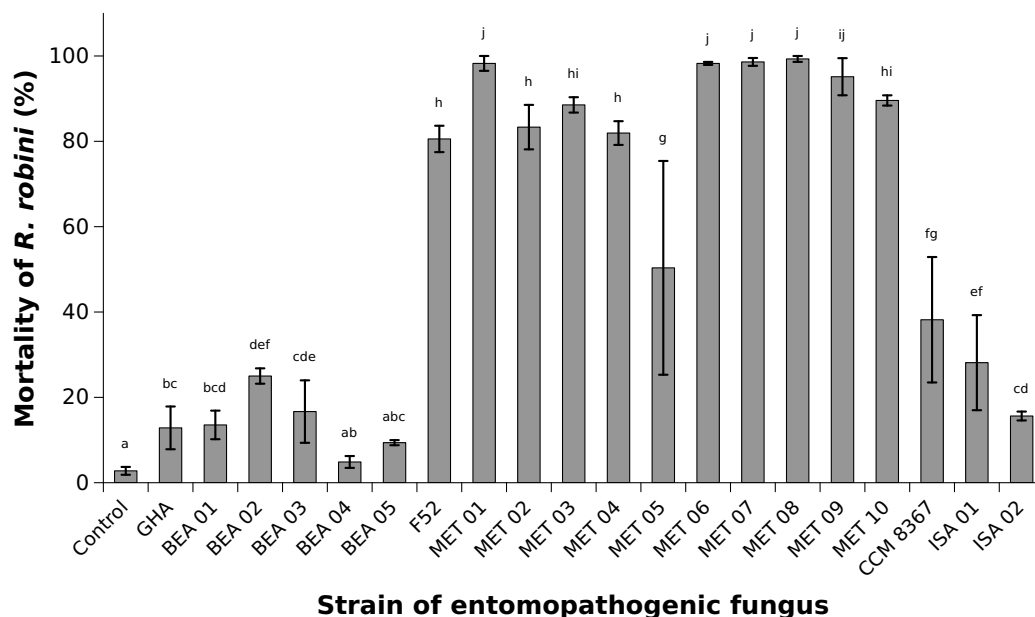 Mortality of R. robini (%)
100
80
60
40
20
0
a
bc
bcd
def
cde
ab
abc
h
j
h
hi
h
g
j
j
j
ij
hi
fg
ef
cd
Control
GHA
BEA 01
BEA 02
BEA 03
BEA 04
BEA 05
F52
MET 01
MET 02
MET 03
MET 04
MET 05
MET 06
MET 07
MET 08
MET 09
MET 10
CCM 8367
ISA 01
ISA 02
Strain of entomopathogenic fungus